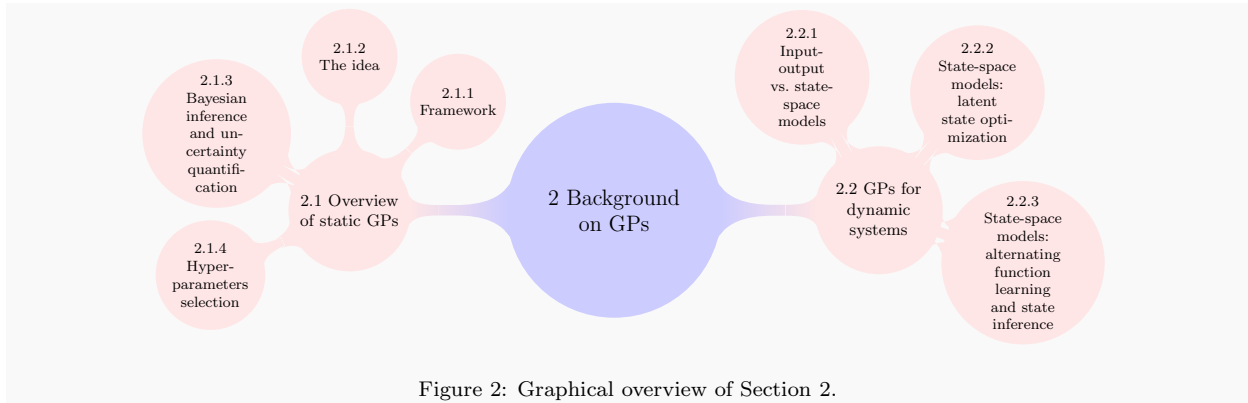 2 Background
on GPs
2.1 Overview
of static GPs
2.1.1
Framework
2.1.2
The idea
2.1.3
Bayesian
inference
and un-
certainty
quantifi-
cation
2.1.4
Hyper-
parameters
selection
2.2 GPs for
dynamic
systems
2.2.1
Input-
output
vs. state-
space
models
2.2.2
State-space
models:
latent
state opti-
mization
2.2.3
State-space
models:
alternating
function
learning
and state
inference
Figure 2: Graphical overview of Section 2.